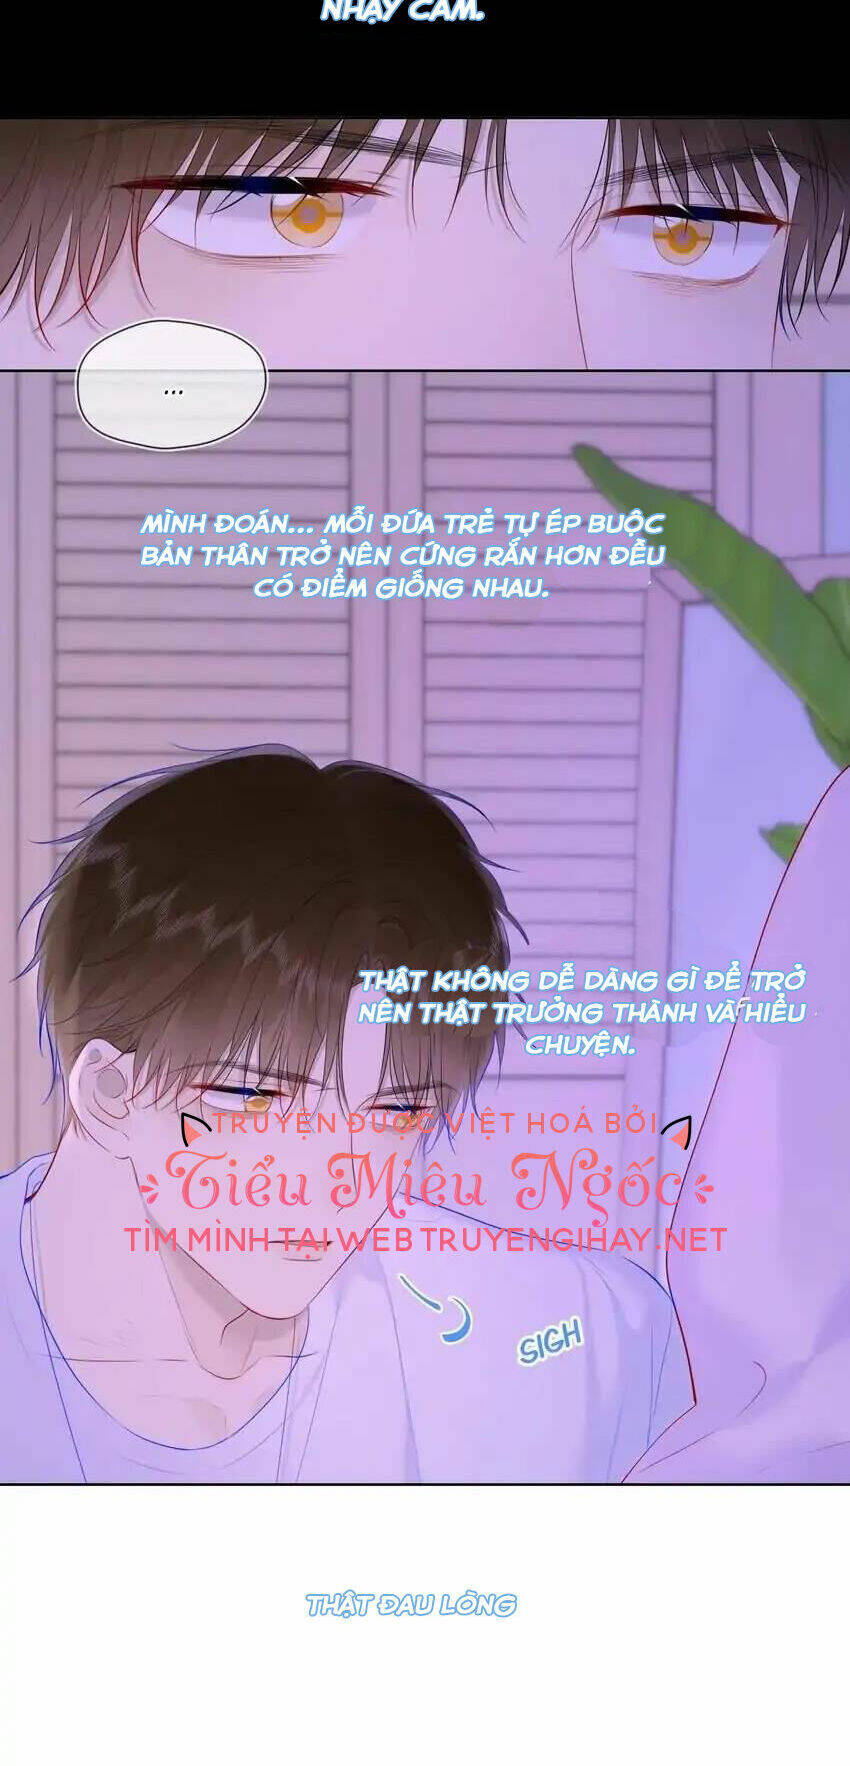 NHẠY CẢM.
...
MÌNH ĐOÁN... MỖI ĐỨA TRẺ TỰ ÉP BUỘC
BẢN THÂN TRỞ NÊN CỨNG RẮN HƠN ĐỀU
CÓ ĐIỂM GIỐNG NHAU.
THẬT KHÔNG DỄ DÀNG GÌ ĐỂ TRỞ
NÊN THẬT TRƯỞNG THÀNH VÀ HIỂU
CHUYỆN.
TRUYỆN ĐƯỢC VIỆT HOÁ BỞI
Tiểu Miêu Ngốc
TÌM MÌNH TẠI WEB TRUYENGIHAY.NET
SIGH
THẬT ĐAU LÒNG